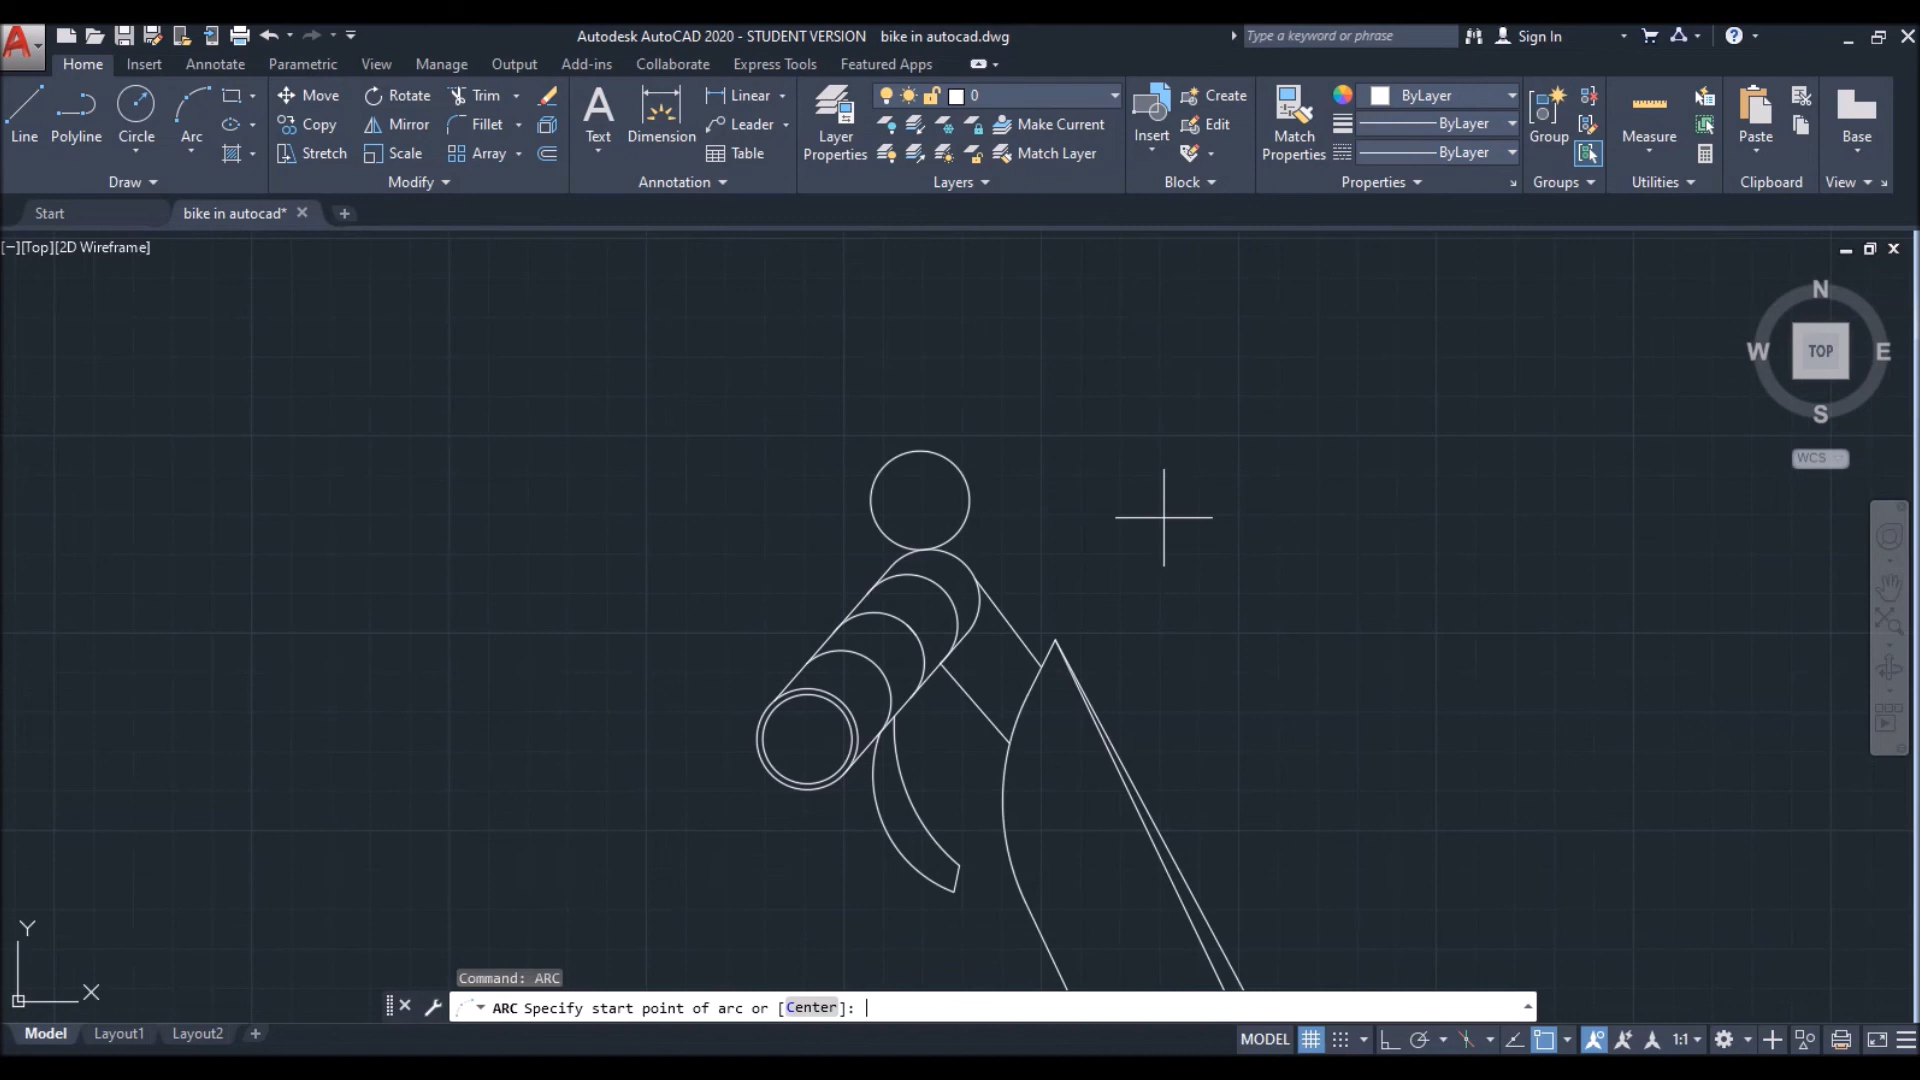 Autodesk AutoCAD 2020 - STUDENT VERSION bike in autocad.dwg
Type a keyword or phrase
Sign In
Home Insert Annotate Parametric View Manage Output Add-ins Collaborate Express Tools Featured Apps
Line Polyline Circle Arc
Move Rotate Trim
Copy Mirror Fillet
Stretch Scale Array
Text Dimension
Linear
Leader
Table
Layer Properties
0
Make Current
Match Layer
Insert
Create
Edit
Match Properties
ByLayer
ByLayer
ByLayer
Group
Measure
Paste
Base
Draw Modify Annotation Layers Block Properties Groups Utilities Clipboard View
Start bike in autocad*
[−][Top][2D Wireframe]
N
W TOP E
S
WCS
Y
X
Command: ARC
ARC Specify start point of arc or [Center]:
Model Layout1 Layout2
MODEL 1:1